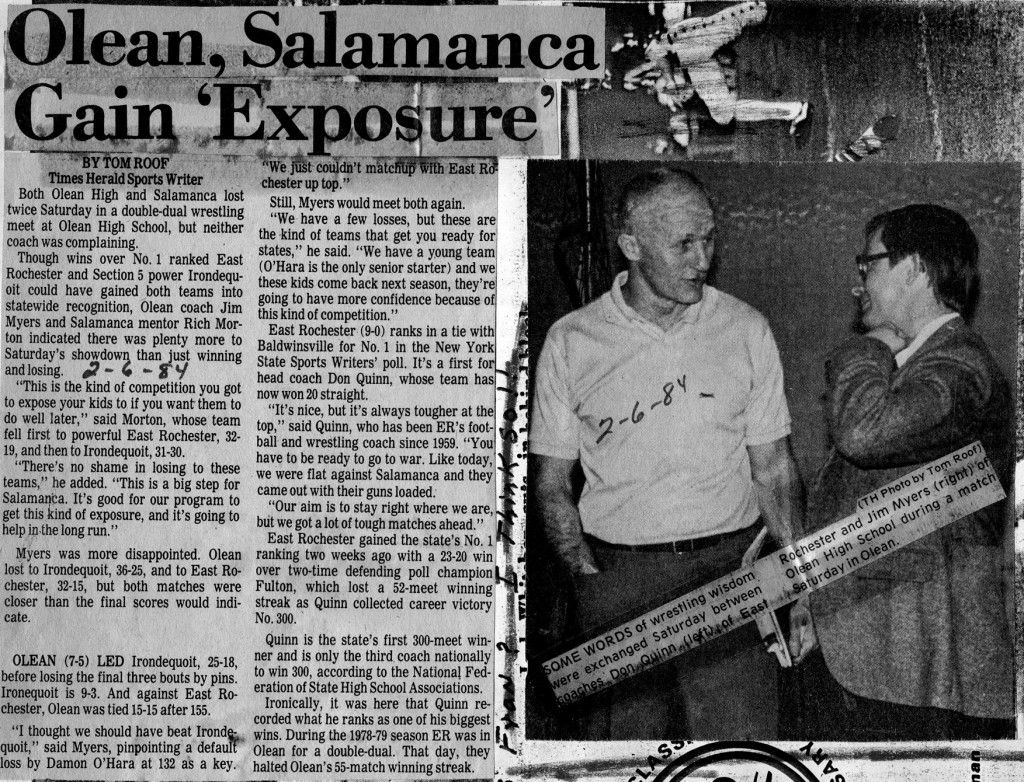 Olean, Salamanca
Gain 'Exposure'
BY TOM ROOF
Times Herald Sports Writer
Both Olean High and Salamanca lost
twice Saturday in a double-dual wrestling
meet at Olean High School, but neither
coach was complaining.
Though wins over No. 1 ranked East
Rochester and Section 5 power Irondequ-
oit could have gained both teams into
statewide recognition, Olean coach Jim
Myers and Salamanca mentor Rich Mor-
ton indicated there was plenty more to
Saturday's showdown than just winning
and losing. 2-6-84
"This is the kind of competition you got
to expose your kids to if you want them to
do well later," said Morton, whose team
fell first to powerful East Rochester, 32-
19, and then to Irondequoit, 31-30.
"There's no shame in losing to these
teams," he added. "This is a big step for
Salamanca. It's good for our program to
get this kind of exposure, and it's going to
help in the long run."
Myers was more disappointed. Olean
lost to Irondequoit, 36-25, and to East Ro-
chester, 32-15, but both matches were
closer than the final scores would indi-
cate.
OLEAN (7-5) LED Irondequoit, 25-18,
before losing the final three bouts by pins.
Ironequoit is 9-3. And against East Ro-
chester, Olean was tied 15-15 after 155.
"I thought we should have beat Ironde-
quoit," said Myers, pinpointing a default
loss by Damon O'Hara at 132 as a key.
"We just couldn't matchup with East Ro-
chester up top."
Still, Myers would meet both again.
"We have a few losses, but these are
the kind of teams that get you ready for
states," he said. "We have a young team
(O'Hara is the only senior starter) and we
these kids come back next season, they're
going to have more confidence because of
this kind of competition."
East Rochester (9-0) ranks in a tie with
Baldwinsville for No. 1 in the New York
State Sports Writers' poll. It's a first for
head coach Don Quinn, whose team has
now won 20 straight.
"It's nice, but it's always tougher at the
top," said Quinn, who has been ER's foot-
ball and wrestling coach since 1959. "You
have to be ready to go to war. Like today,
we were flat against Salamanca and they
came out with their guns loaded.
"Our aim is to stay right where we are,
but we got a lot of tough matches ahead."
East Rochester gained the state's No. 1
ranking two weeks ago with a 23-20 win
over two-time defending poll champion
Fulton, which lost a 52-meet winning
streak as Quinn collected career victory
No. 300.
Quinn is the state's first 300-meet win-
ner and is only the third coach nationally
to win 300, according to the National Fed-
eration of State High School Associations.
Ironically, it was here that Quinn re-
corded what he ranks as one of his biggest
wins. During the 1978-79 season ER was in
Olean for a double-dual. That day, they
halted Olean's 55-match winning streak.
2-6-84
SOME WORDS of wrestling wisdom
were exchanged Saturday between
coaches Don Quinn (left) of East
(TH Photo by Tom Roof)
Rochester and Jim Myers (right) of
Olean High School during a match
Saturday in Olean.